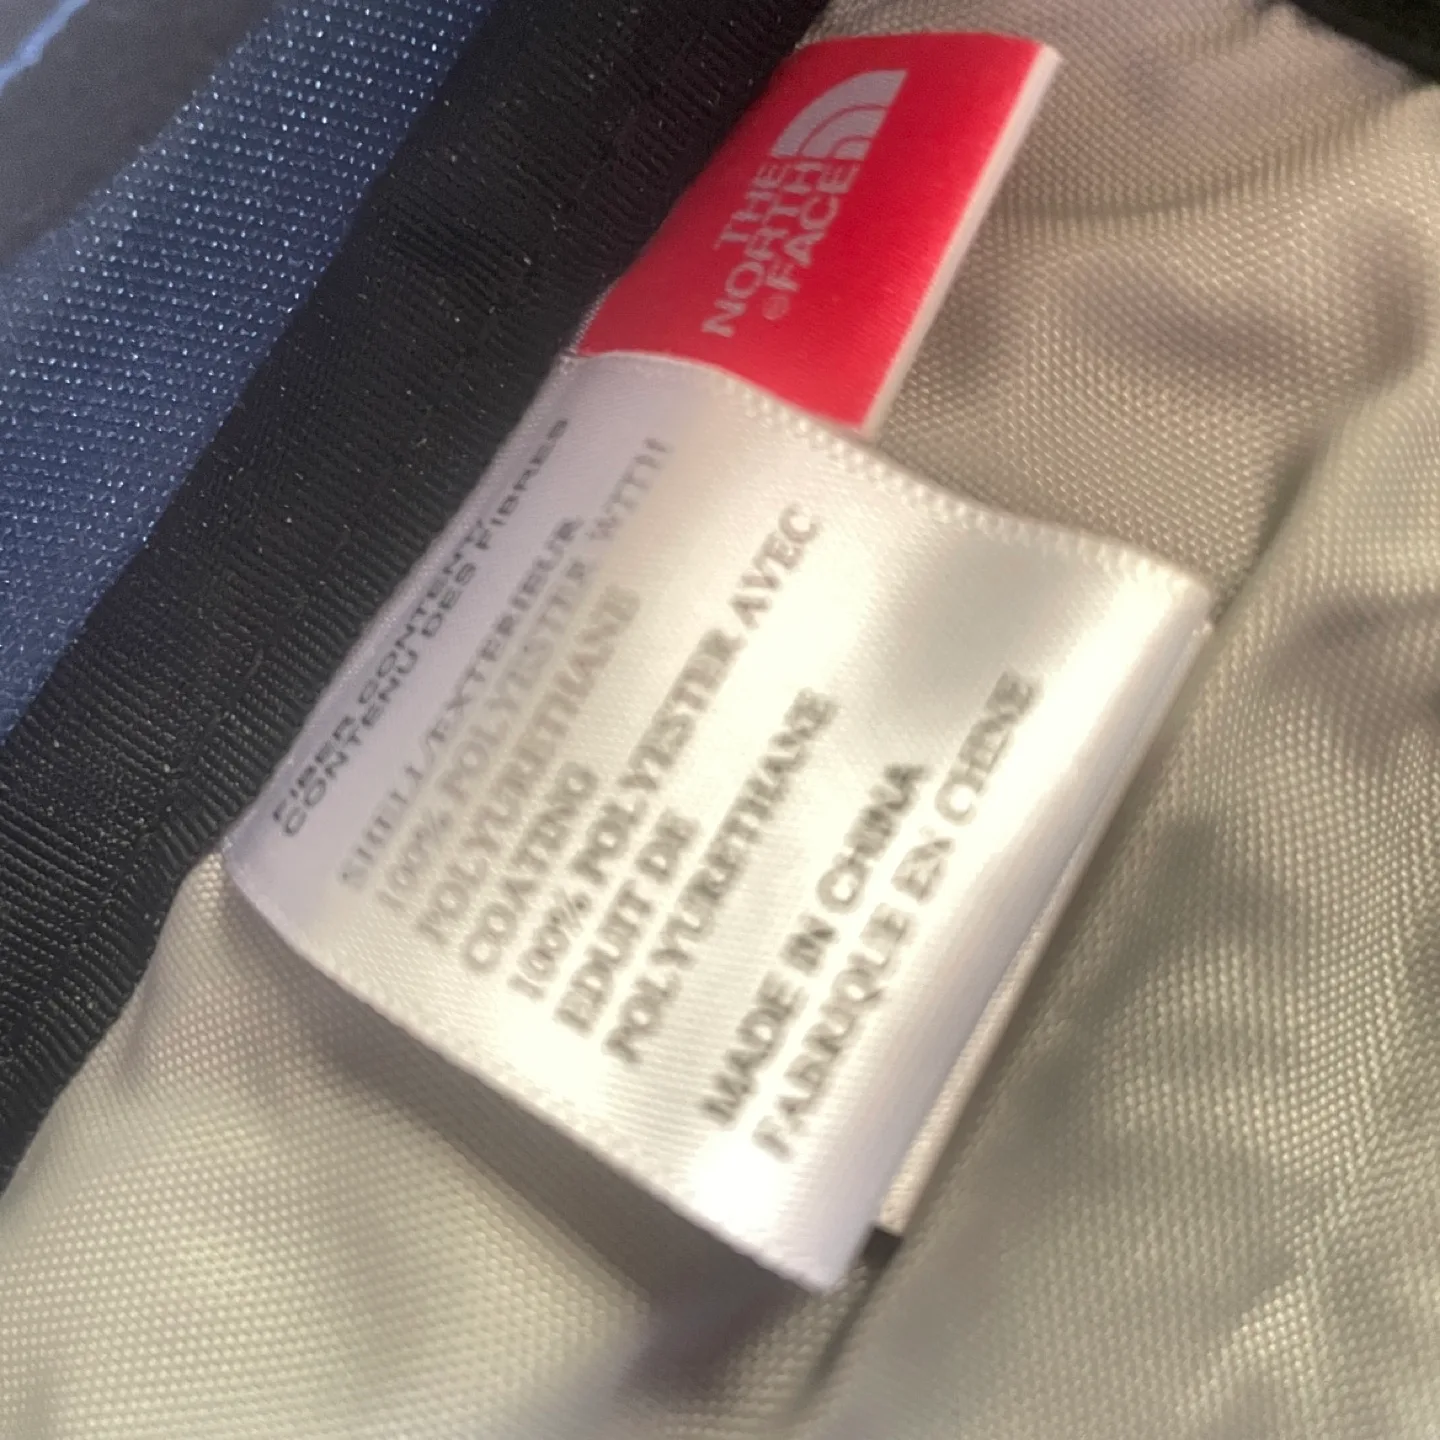 THE
NORTH
®FACE
FIBER CONTENT/
CONTENU DES FIBRES
SHELL/EXTERIEUR
100% POLYESTER WITH
POLYURETHANE
COATING
100% POLYESTER AVEC
EDUIT DE
POLYURETHANE
MADE IN CHINA
FABRIQUE EN CHINE